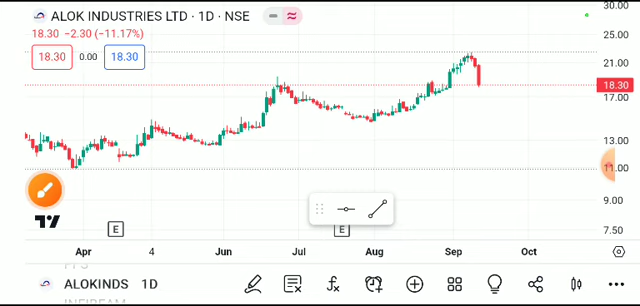 ALOK INDUSTRIES LTD · 1D · NSE
18.30 −2.30 (−11.17%)
18.30 0.00 18.30
30.00
25.00
21.00
18.30
17.00
13.00
11.00
9.00
7.50
E E
Apr 4 Jun Jul Aug Sep Oct
ALOKINDS 1D